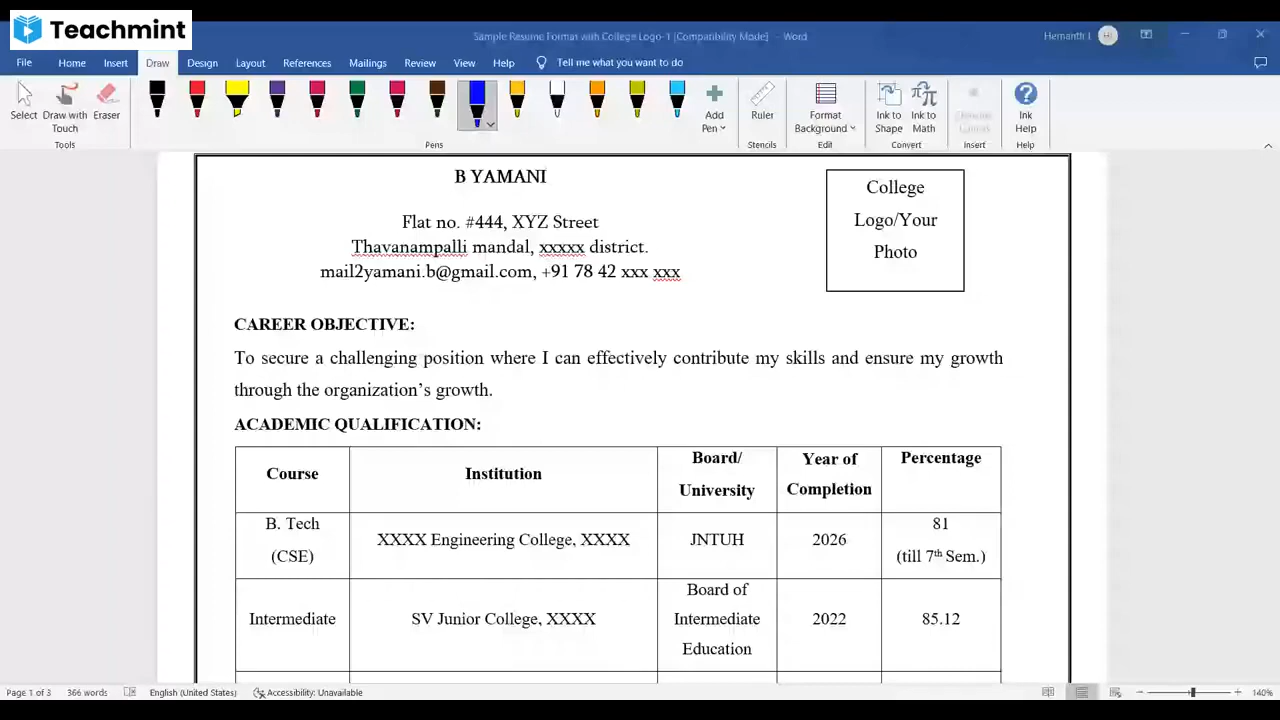 Teachmint
Sample Resume Format with College Logo-1 [Compatibility Mode] - Word
Hemanth I
File Home Insert Draw Design Layout References Mailings Review View Help Tell me what you want to do
Select
Draw with
Touch
Eraser
Add
Pen
Ruler
Format
Background
Ink to
Shape
Ink to
Math
Ink
Help
Tools Pens Stencils Edit Convert Insert Help
B YAMANI
Flat no. #444, XYZ Street
Thavanampalli mandal, xxxxx district.
mail2yamani.b@gmail.com, +91 78 42 xxx xxx
College
Logo/Your
Photo
CAREER OBJECTIVE:
To secure a challenging position where I can effectively contribute my skills and ensure my growth
through the organization's growth.
ACADEMIC QUALIFICATION:
Course
Institution
Board/
University
Year of
Completion
Percentage
B. Tech
(CSE)
XXXX Engineering College, XXXX
JNTUH
2026
81
(till 7th Sem.)
Intermediate
SV Junior College, XXXX
Board of
Intermediate
Education
2022
85.12
Page 1 of 3 366 words English (United States) Accessibility: Unavailable 140%